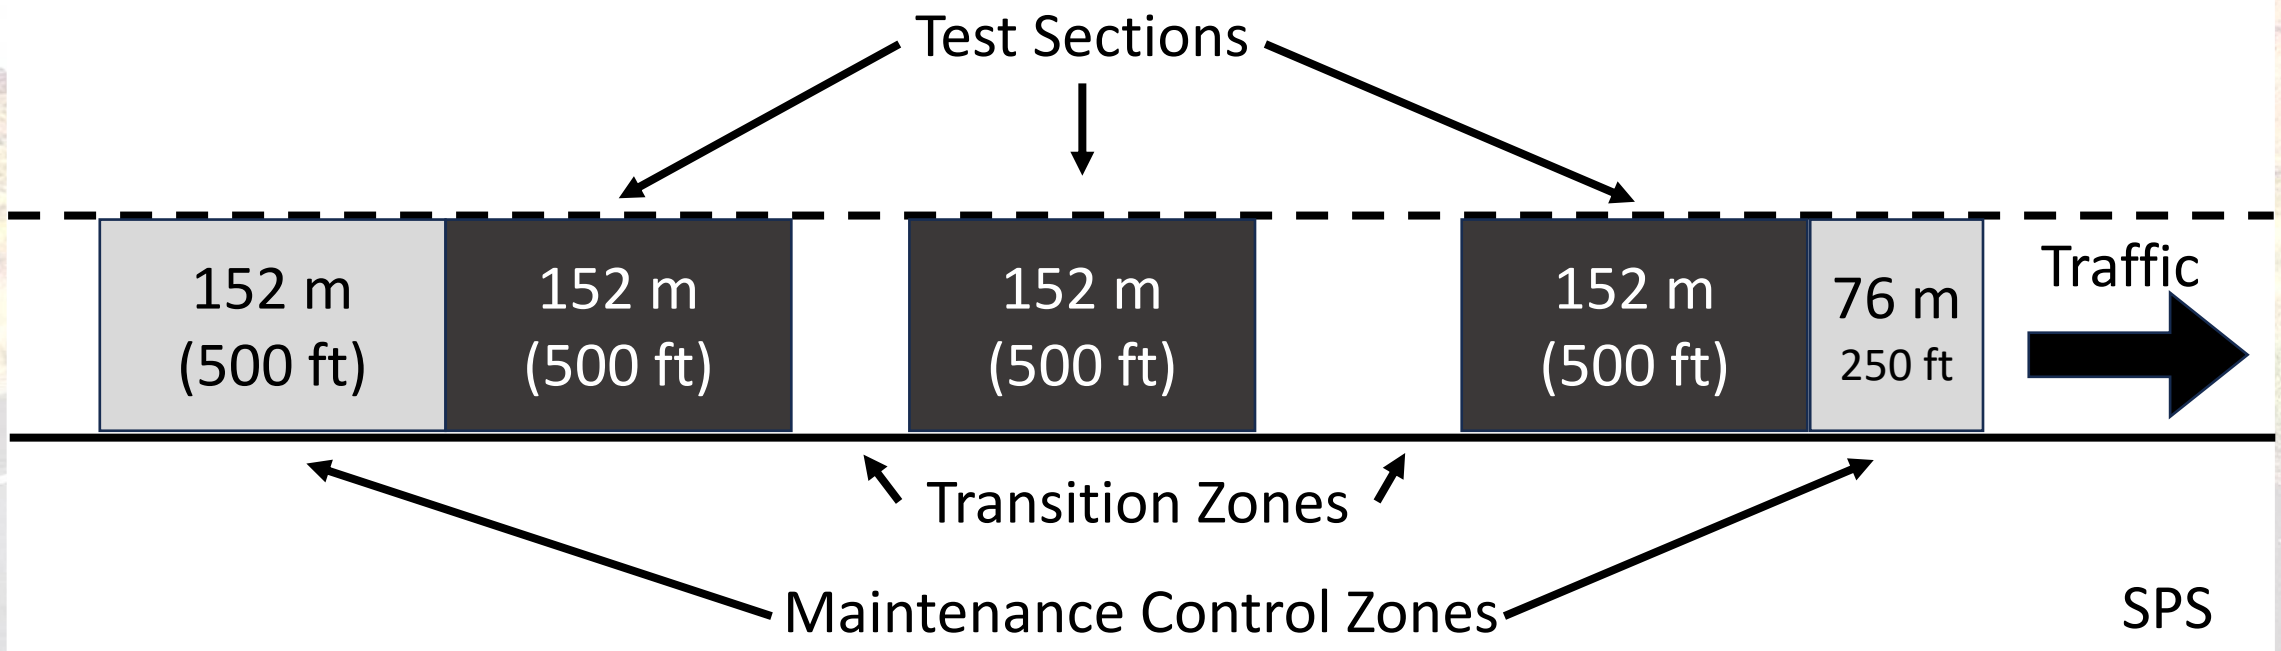 Test Sections
152 m
(500 ft)
152 m
(500 ft)
152 m
(500 ft)
152 m
(500 ft)
76 m
250 ft
Traffic
Transition Zones
Maintenance Control Zones
SPS